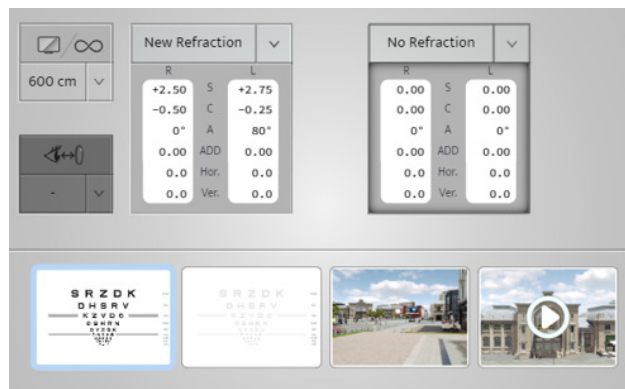 New Refraction
No Refraction
600 cm
R L
+2.50 S +2.75
-0.50 C -0.25
0° A 80°
0.00 ADD 0.00
0.0 Hor. 0.0
0.0 Ver. 0.0
-
R L
0.00 S 0.00
0.00 C 0.00
0° A 0°
0.00 ADD 0.00
0.0 Hor. 0.0
0.0 Ver. 0.0
S R Z D K
D H S R V
K Z V D C
S R Z D K
D H S R V